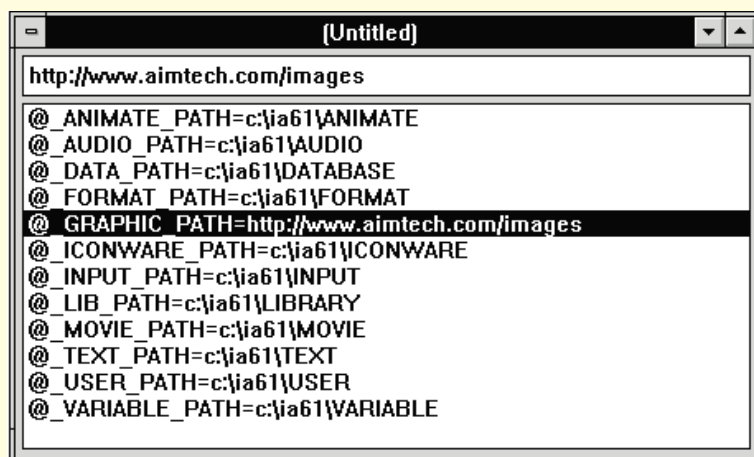 (Untitled)
http://www.aimtech.com/images
@_ANIMATE_PATH=c:\ia61\ANIMATE
@_AUDIO_PATH=c:\ia61\AUDIO
@_DATA_PATH=c:\ia61\DATABASE
@_FORMAT_PATH=c:\ia61\FORMAT
@_GRAPHIC_PATH=http://www.aimtech.com/images
@_ICONWARE_PATH=c:\ia61\ICONWARE
@_INPUT_PATH=c:\ia61\INPUT
@_LIB_PATH=c:\ia61\LIBRARY
@_MOVIE_PATH=c:\ia61\MOVIE
@_TEXT_PATH=c:\ia61\TEXT
@_USER_PATH=c:\ia61\USER
@_VARIABLE_PATH=c:\ia61\VARIABLE